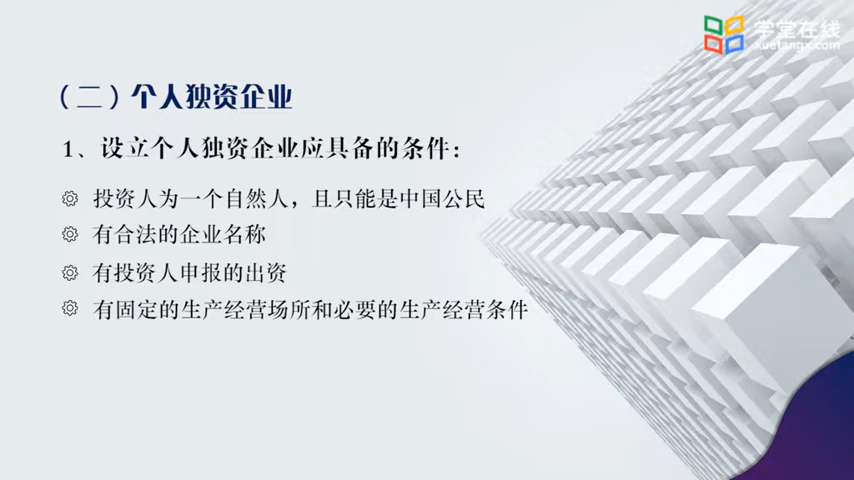 学堂在线
xuetangx.com
（二）个人独资企业
1、设立个人独资企业应具备的条件：
投资人为一个自然人，且只能是中国公民
有合法的企业名称
有投资人申报的出资
有固定的生产经营场所和必要的生产经营条件